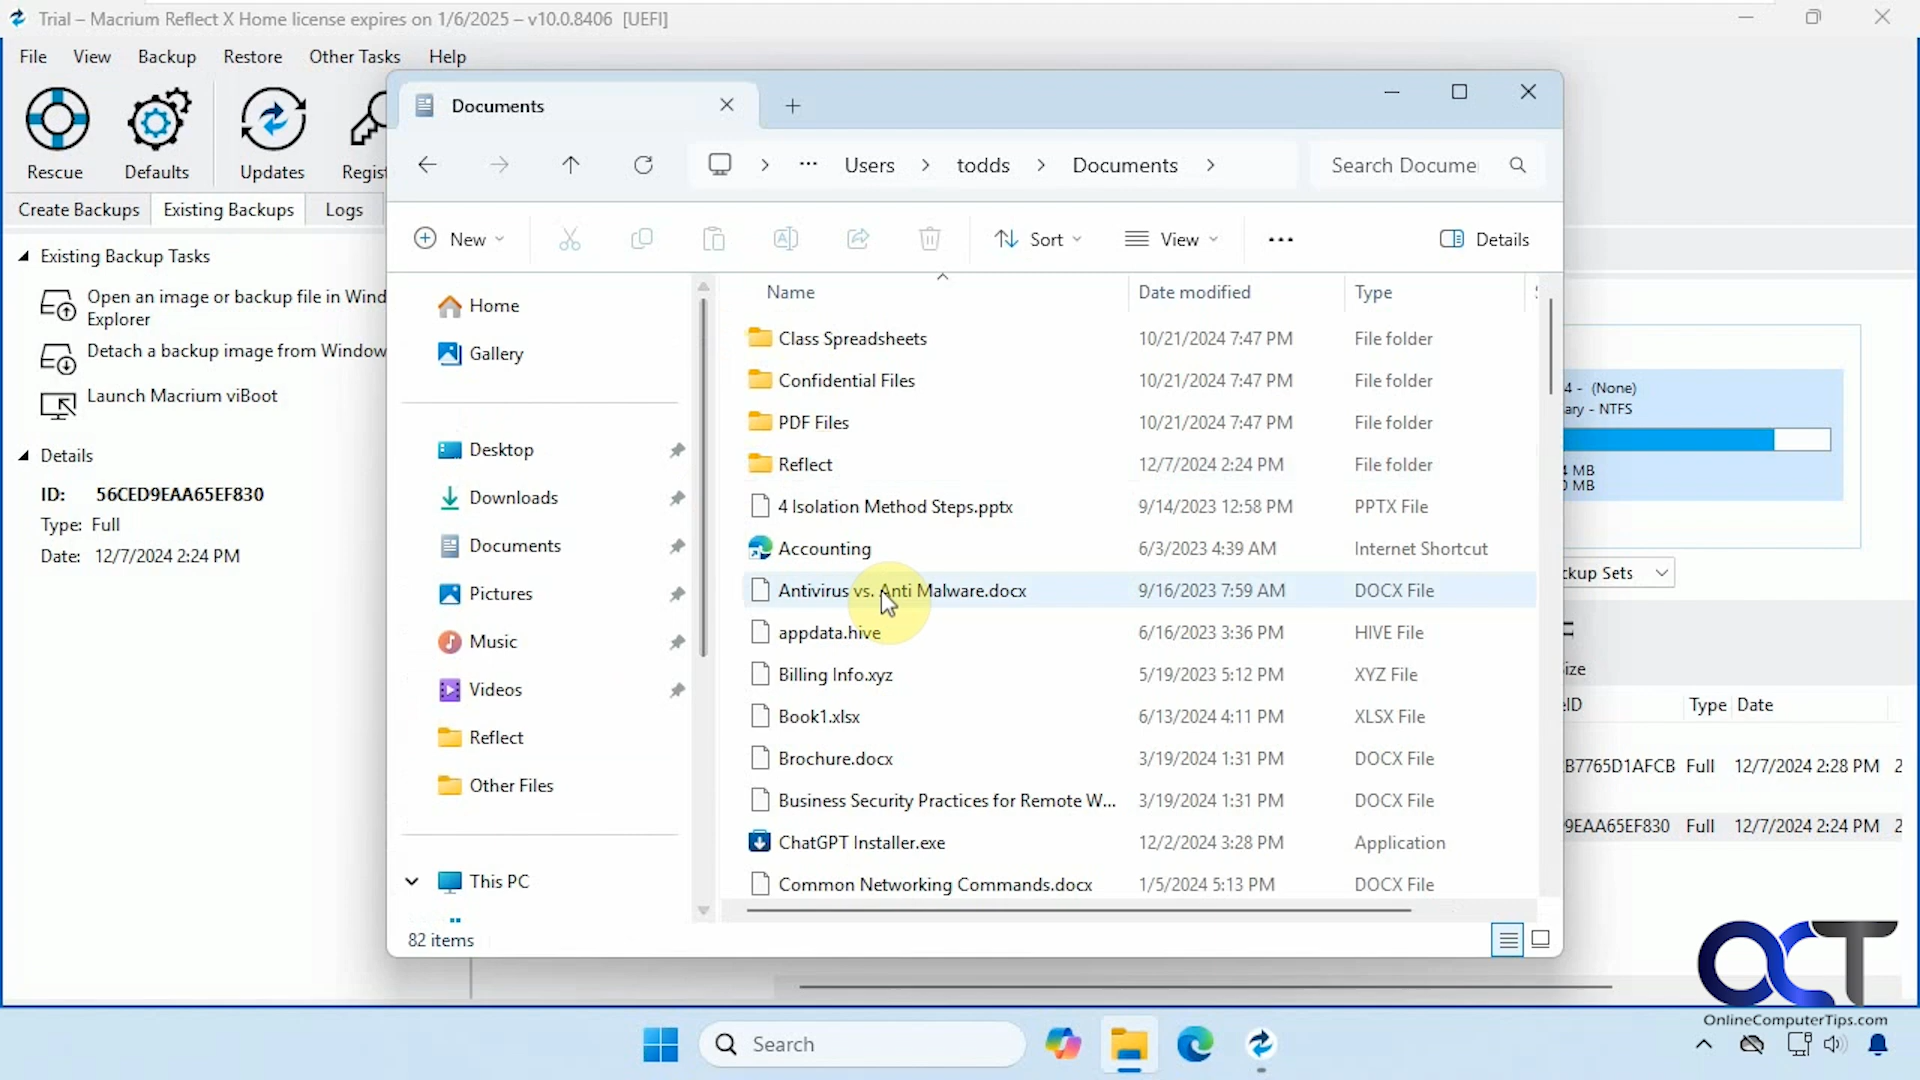 Trial – Macrium Reflect X Home license expires on 1/6/2025 – v10.0.8406 [UEFI]
File View Backup Restore Other Tasks Help
Rescue Defaults Updates Regist
Create Backups Existing Backups Logs
Existing Backup Tasks
Open an image or backup file in Wind
Explorer
Detach a backup image from Window
Launch Macrium viBoot
Details
ID: 56CED9EAA65EF830
Type: Full
Date: 12/7/2024 2:24 PM
Documents
Users todds Documents Search Docume
New Sort View Details
Home
Gallery
Desktop
Downloads
Documents
Pictures
Music
Videos
Reflect
Other Files
This PC
Name Date modified Type
Class Spreadsheets 10/21/2024 7:47 PM File folder
Confidential Files 10/21/2024 7:47 PM File folder
PDF Files 10/21/2024 7:47 PM File folder
Reflect 12/7/2024 2:24 PM File folder
4 Isolation Method Steps.pptx 9/14/2023 12:58 PM PPTX File
Accounting 6/3/2023 4:39 AM Internet Shortcut
Antivirus vs. Anti Malware.docx 9/16/2023 7:59 AM DOCX File
appdata.hive 6/16/2023 3:36 PM HIVE File
Billing Info.xyz 5/19/2023 5:12 PM XYZ File
Book1.xlsx 6/13/2024 4:11 PM XLSX File
Brochure.docx 3/19/2024 1:31 PM DOCX File
Business Security Practices for Remote W... 3/19/2024 1:31 PM DOCX File
ChatGPT Installer.exe 12/2/2024 3:28 PM Application
Common Networking Commands.docx 1/5/2024 5:13 PM DOCX File
82 items
4 - (None)
ary - NTFS
MB
MB
ckup Sets
ize
ID Type Date
B7765D1AFCB Full 12/7/2024 2:28 PM 2
9EAA65EF830 Full 12/7/2024 2:24 PM 2
OCT
OnlineComputerTips.com
Search